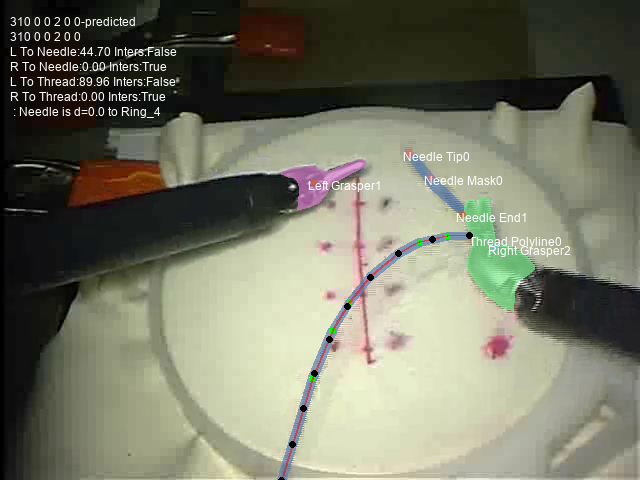 310 0 0 2 0 0-predicted
310 0 0 2 0 0
L To Needle:44.70 Inters:False
R To Needle:0.00 Inters:True
L To Thread:89.96 Inters:False
R To Thread:0.00 Inters:True
: Needle is d=0.0 to Ring_4
Needle Tip0
Needle Mask0
Left Grasper1
Needle End1
Thread Polyline0
Right Grasper2